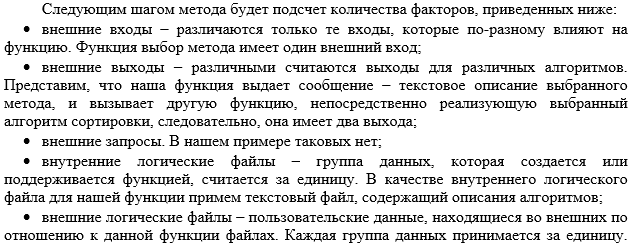 Следующим шагом метода будет подсчет количества факторов, приведенных ниже:
• внешние входы – различаются только те входы, которые по-разному влияют на
функцию. Функция выбор метода имеет один внешний вход;
• внешние выходы – различными считаются выходы для различных алгоритмов.
Представим, что наша функция выдает сообщение – текстовое описание выбранного
метода, и вызывает другую функцию, непосредственно реализующую выбранный
алгоритм сортировки, следовательно, она имеет два выхода;
• внешние запросы. В нашем примере таковых нет;
• внутренние логические файлы – группа данных, которая создается или
поддерживается функцией, считается за единицу. В качестве внутреннего логического
файла для нашей функции примем текстовый файл, содержащий описания алгоритмов;
• внешние логические файлы – пользовательские данные, находящиеся во внешних по
отношению к данной функции файлах. Каждая группа данных принимается за единицу.